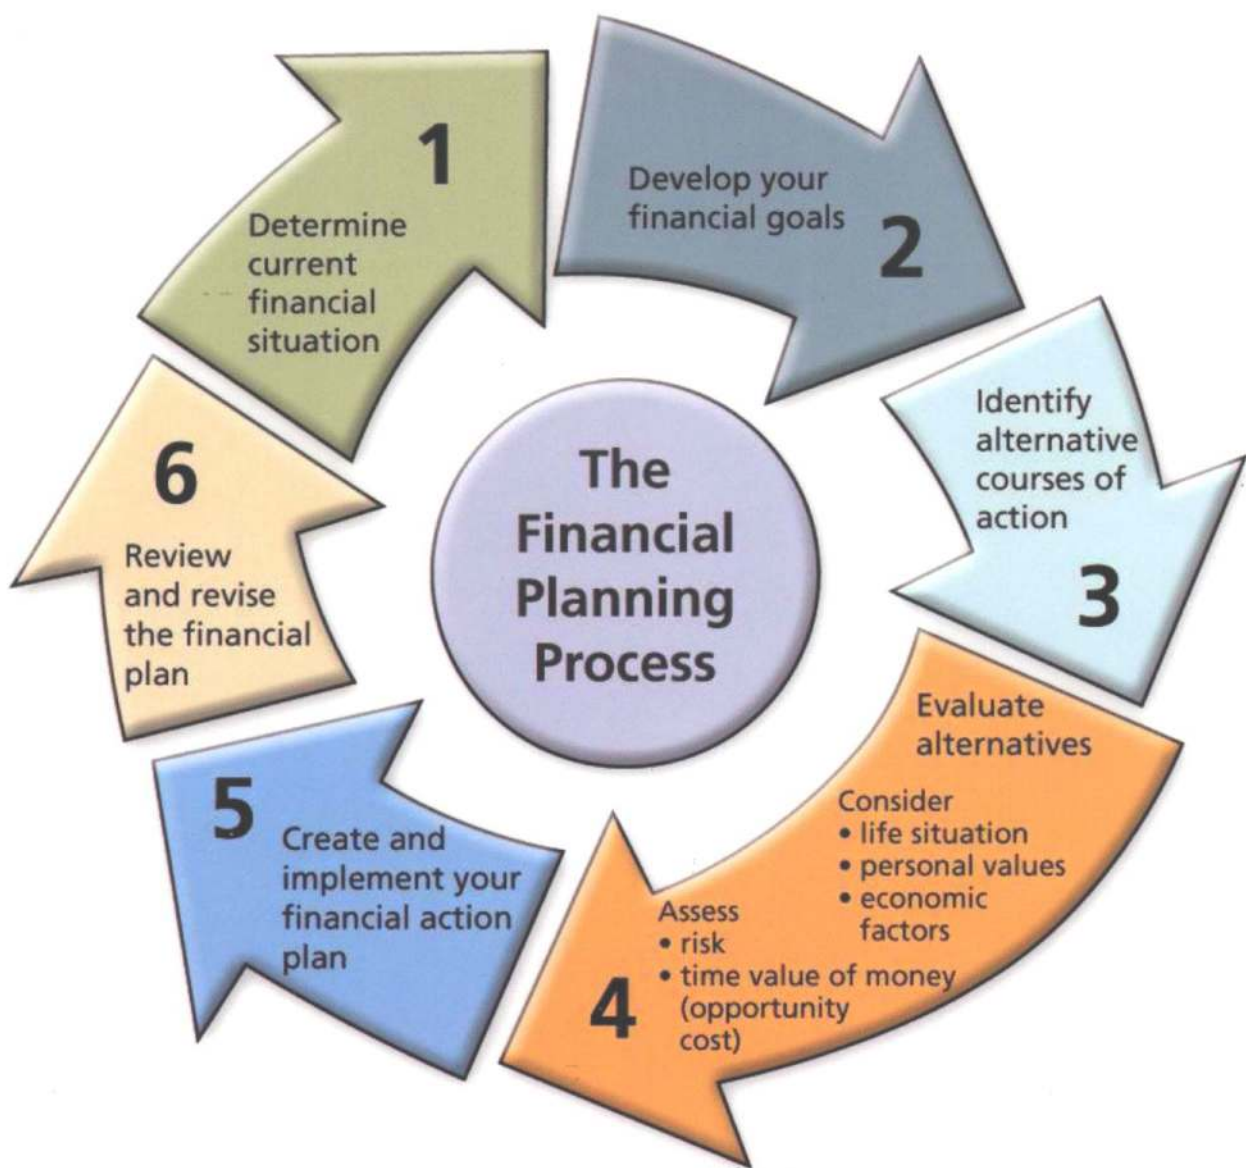 The
Financial
Planning
Process
1
Determine
current
financial
situation
Develop your
financial goals
2
Identify
alternative
courses of
action
3
Evaluate
alternatives
Consider
• life situation
• personal values
• economic
factors
Assess
• risk
• time value of money
(opportunity
cost)
4
5
Create and
implement your
financial action
plan
6
Review
and revise
the financial
plan